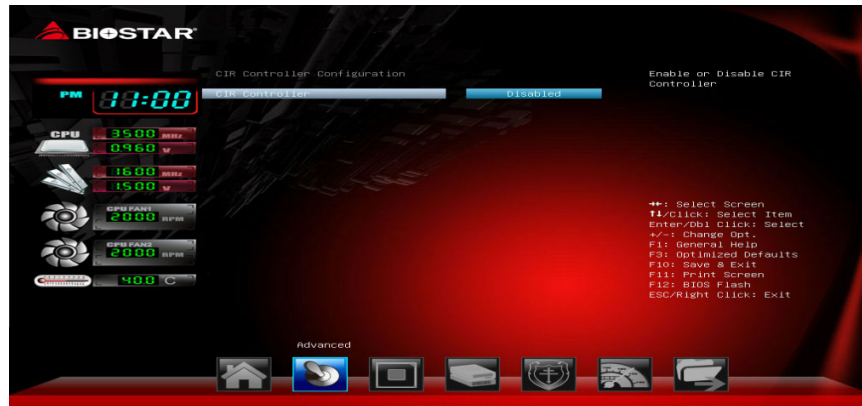 BIOSTAR
CIR Controller Configuration
CIR Controller Disabled
Enable or Disable CIR
Controller
PM 11:00
CPU 3500 MHz
0.960 V
1600 MHz
1.500 V
CPU FAN1
2000 RPM
CPU FAN2
2000 RPM
40.0 C
→←: Select Screen
↑↓/Click: Select Item
Enter/Dbl Click: Select
+/-: Change Opt.
F1: General Help
F3: Optimized Defaults
F10: Save & Exit
F11: Print Screen
F12: BIOS Flash
ESC/Right Click: Exit
Advanced